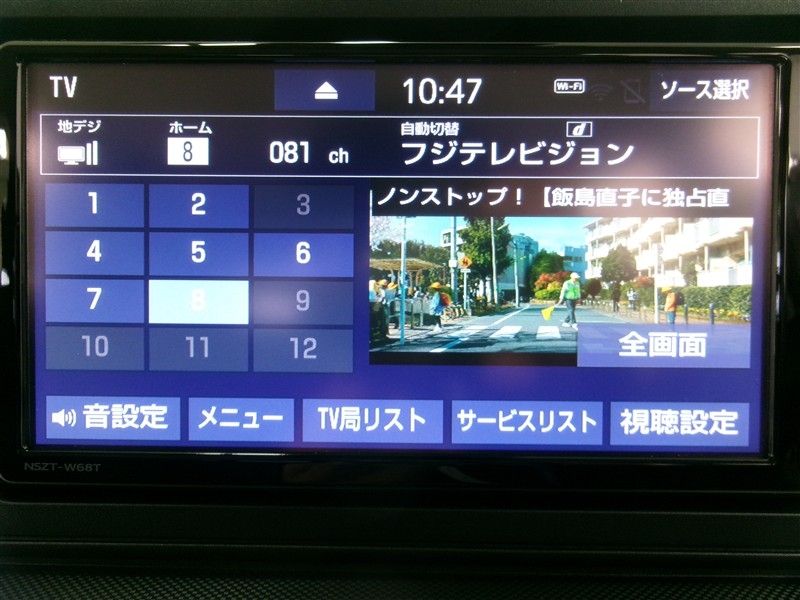 TV
10:47
Wi-Fi
ソース選択
地デジ
ホーム
8
081 ch
自動切替
d
フジテレビジョン
ノンストップ!【飯島直子に独占直
1 2 3
4 5 6
7 8 9
10 11 12
全画面
音設定
メニュー
TV局リスト
サービスリスト
視聴設定
NSZT-W68T